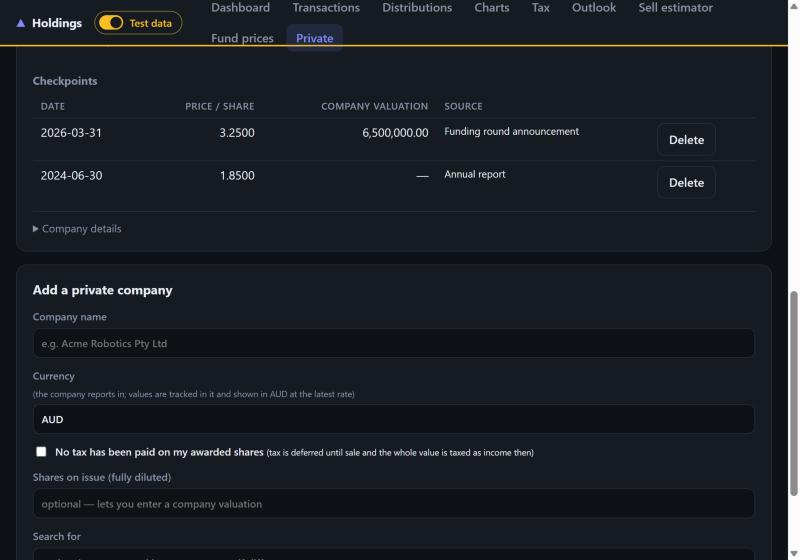 Dashboard Transactions Distributions Charts Tax Outlook Sell estimator
▲ Holdings Test data
Fund prices Private
Checkpoints
DATE PRICE / SHARE COMPANY VALUATION SOURCE
2026-03-31 3.2500 6,500,000.00 Funding round announcement Delete
2024-06-30 1.8500 — Annual report Delete
▶ Company details
Add a private company
Company name
e.g. Acme Robotics Pty Ltd
Currency
(the company reports in; values are tracked in it and shown in AUD at the latest rate)
AUD
No tax has been paid on my awarded shares (tax is deferred until sale and the whole value is taxed as income then)
Shares on issue (fully diluted)
optional — lets you enter a company valuation
Search for